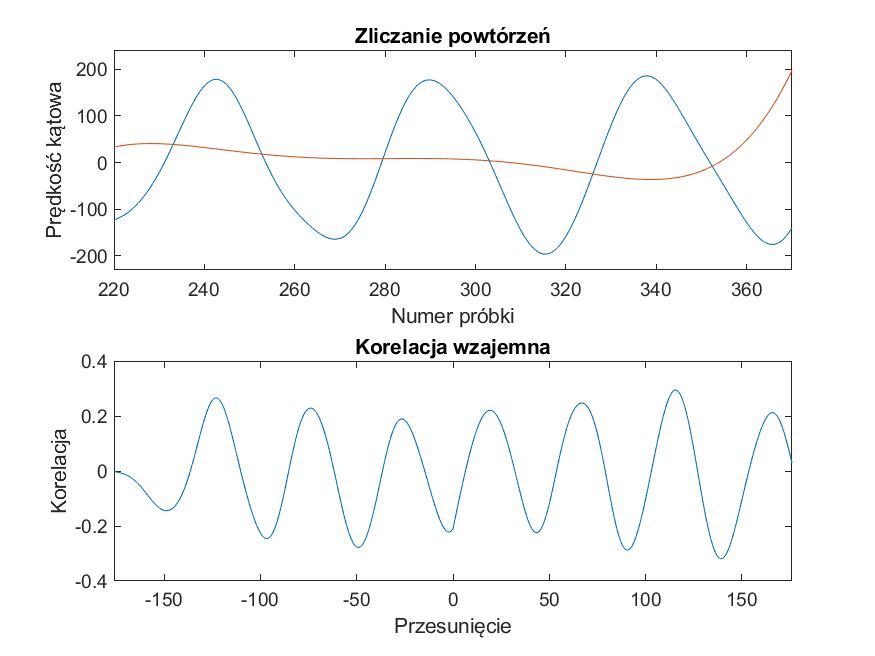 Zliczanie powtórzeń
200
100
0
-100
-200
Prędkość kątowa
220 240 260 280 300 320 340 360
Numer próbki
Korelacja wzajemna
0.4
0.2
0
-0.2
-0.4
Korelacja
-150 -100 -50 0 50 100 150
Przesunięcie